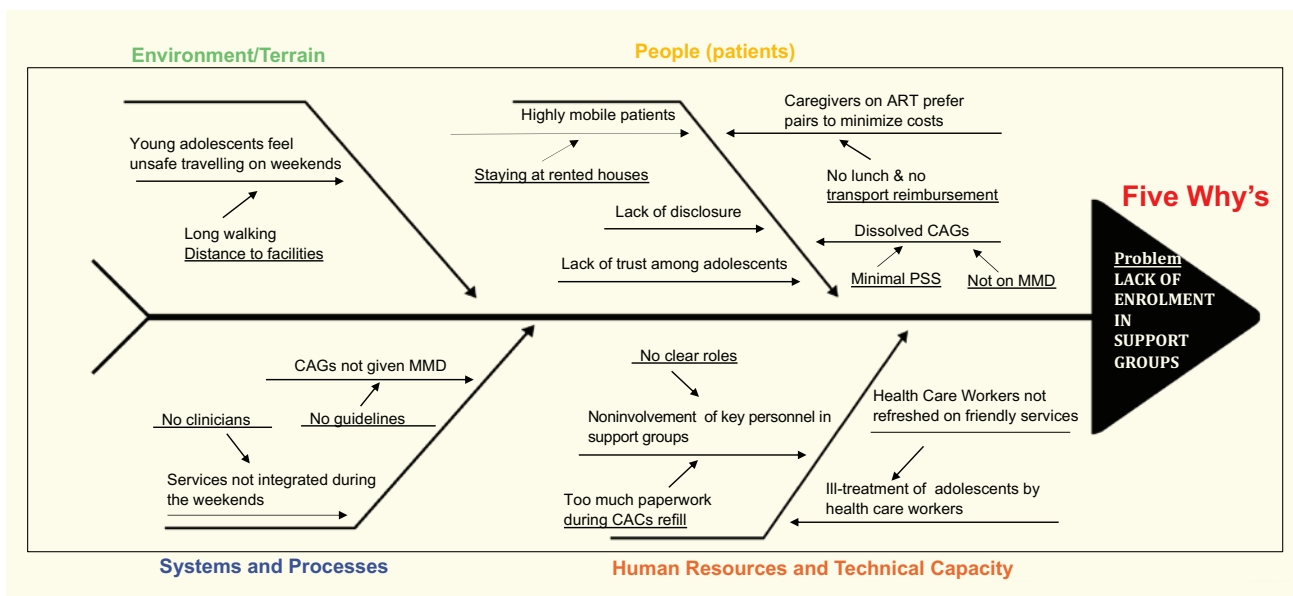 Environment/Terrain
People (patients)
Young adolescents feel
unsafe travelling on weekends
Long walking
Distance to facilities
Highly mobile patients
Staying at rented houses
Lack of disclosure
Lack of trust among adolescents
Caregivers on ART prefer
pairs to minimize costs
No lunch & no
transport reimbursement
Dissolved CAGs
Minimal PSS
Not on MMD
Five Why's
Problem
LACK OF
ENROLMENT
IN
SUPPORT
GROUPS
CAGs not given MMD
No guidelines
No clinicians
Services not integrated during
the weekends
No clear roles
Noninvolvement of key personnel in
support groups
Too much paperwork
during CACs refill
Health Care Workers not
refreshed on friendly services
Ill-treatment of adolescents by
health care workers
Systems and Processes
Human Resources and Technical Capacity